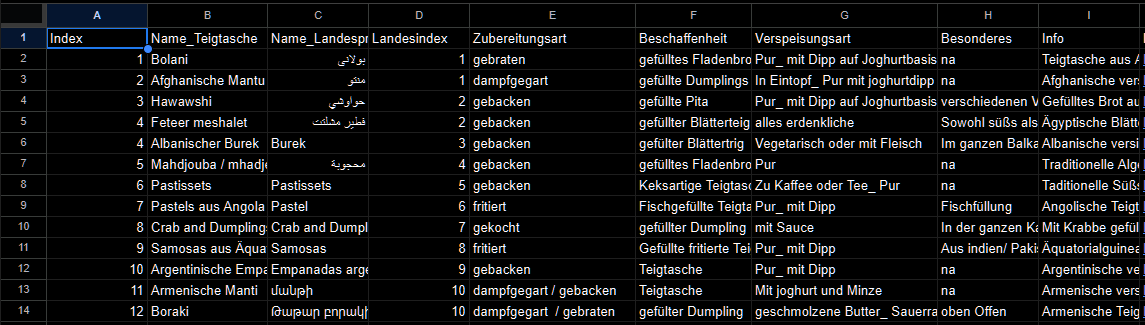 A B C D E F G H I
1 Index Name_Teigtasche Name_Landespr Landesindex Zubereitungsart Beschaffenheit Verspeisungsart Besonderes Info
2 1 Bolani بولانی 1 gebraten gefülltes Fladenbro Pur_ mit Dipp auf Joghurtbasis na Teigtasche aus A
3 2 Afghanische Mantu منتو 1 dampfgegart gefüllte Dumplings In Eintopf_ Pur mit joghurtdipp na Afghanische vers
4 3 Hawawshi حواوشي 2 gebacken gefüllte Pita Pur_ mit Dipp auf Joghurtbasis verschiedenen V Gefülltes Brot au
5 4 Feteer meshalet فطير مشلتت 2 gebacken gefüllter Blätterteig alles erdenkliche Sowohl süßs als Ägyptische Blätt
6 4 Albanischer Burek Burek 3 gebacken gefülter Blättertrig Vegetarisch oder mit Fleisch Im ganzen Balka Albanische versi
7 5 Mahdjouba / mhadje محجوبة 4 gebacken gefülltes Fladenbro Pur na Traditionelle Alge
8 6 Pastissets Pastissets 5 gebacken Keksartige Teigtasc Zu Kaffee oder Tee_ Pur na Taditionelle Süßs
9 7 Pastels aus Angola Pastel 6 fritiert Fischgefüllte Teigta Pur_ mit Dipp Fischfüllung Angolische Teigta
10 8 Crab and Dumplings Crab and Dumpl 7 gekocht gefüllter Dumpling mit Sauce In der ganzen Ka Mit Krabbe gefül
11 9 Samosas aus Äqua Samosas 8 fritiert Gefüllte fritierte Tei Pur_ mit Dipp Aus indien/ Pakis Äquatorialguinea
12 10 Argentinische Empa Empanadas arge 9 gebacken Teigtasche Pur_ mit Dipp na Argentinische ve
13 11 Armenische Manti մանթի 10 dampfgegart / gebacken Teigtasche Mit joghurt und Minze na Armenische vers
14 12 Boraki Թաթար բորակի 10 dampfgegart / gebraten gefülter Dumpling geschmolzene Butter_ Sauerra oben Offen Armenische Teig